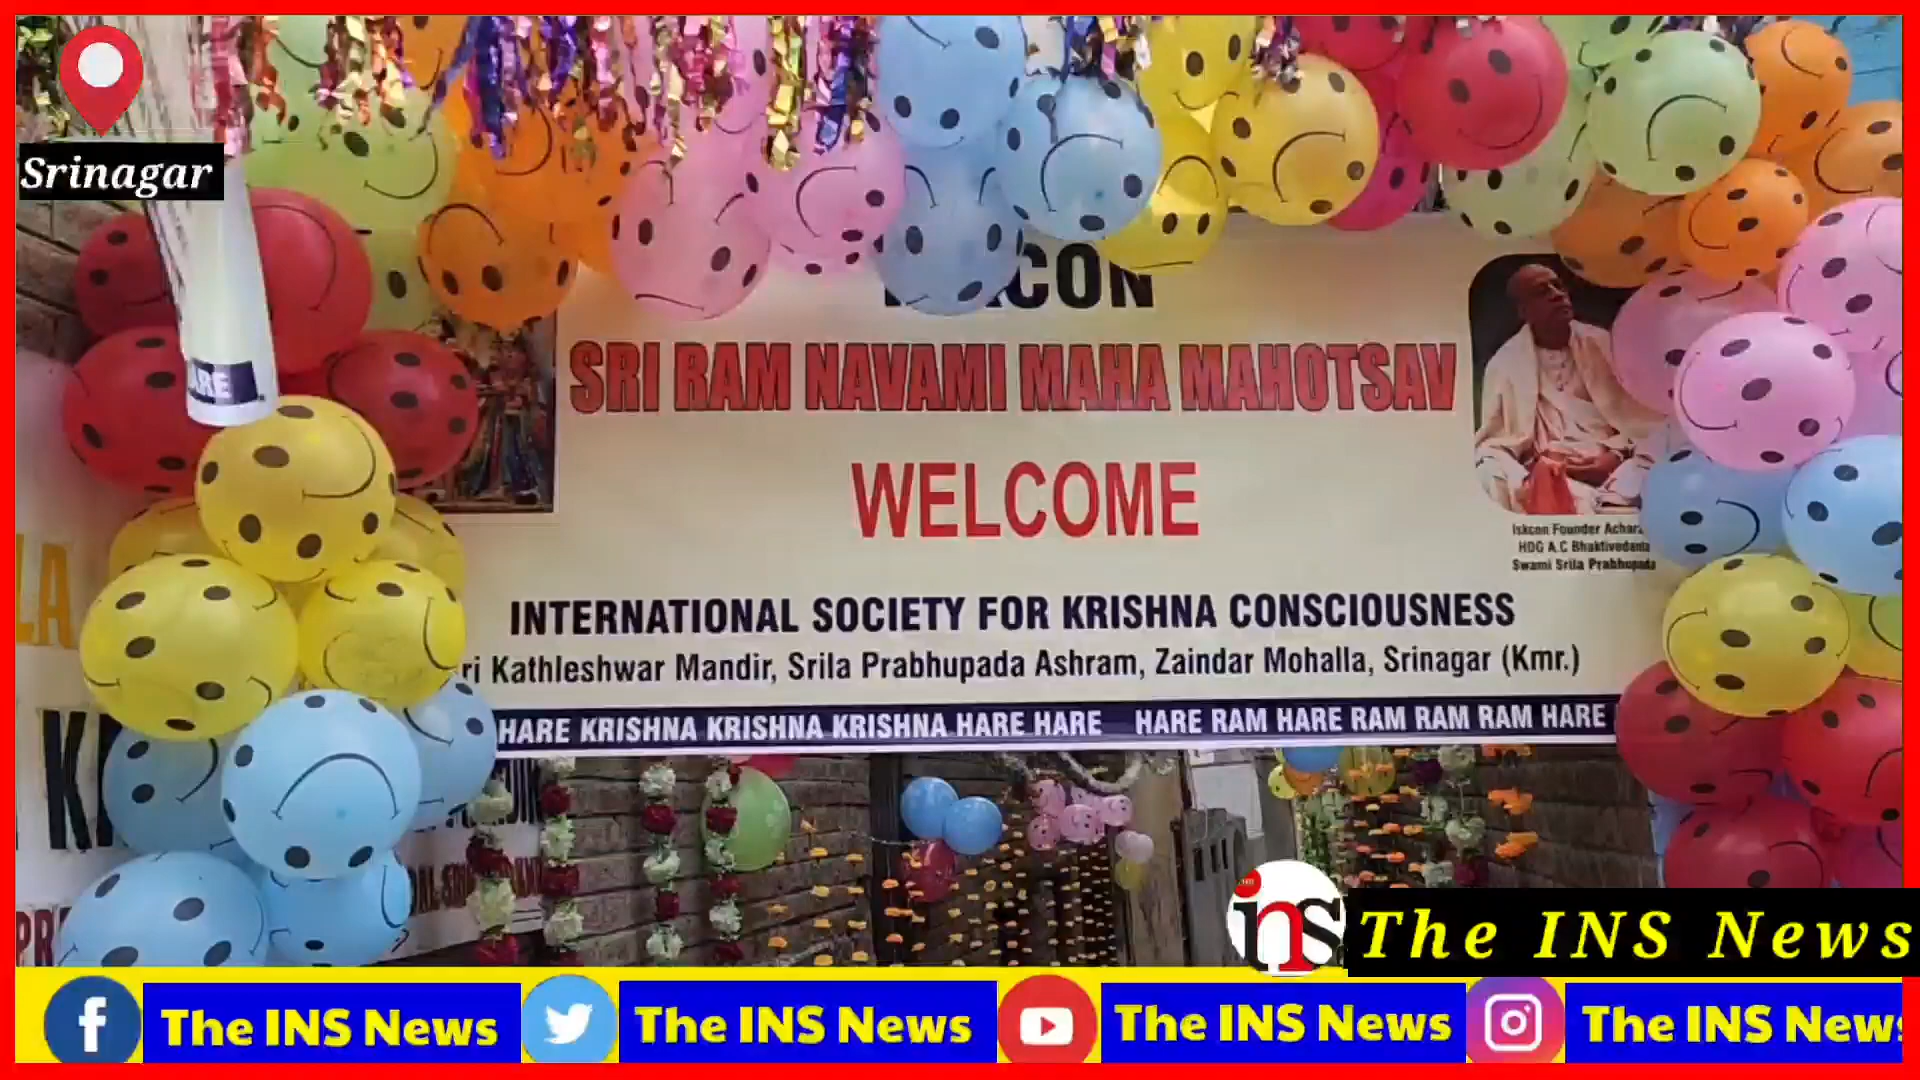 Srinagar
ARE
SRI RAM NAVAMI MAHA MAHOTSAV
WELCOME
Iskcon Founder
HDG A.C Bhaktivedanta
Swami Srila Prabhupada
INTERNATIONAL SOCIETY FOR KRISHNA CONSCIOUSNESS
Kathleshwar Mandir, Srila Prabhupada Ashram, Zaindar Mohalla, Srinagar (Kmr.)
HARE KRISHNA KRISHNA KRISHNA HARE HARE HARE RAM HARE RAM RAM RAM HARE
LA
ins The INS News
The INS News
The INS News
The INS News
The INS News